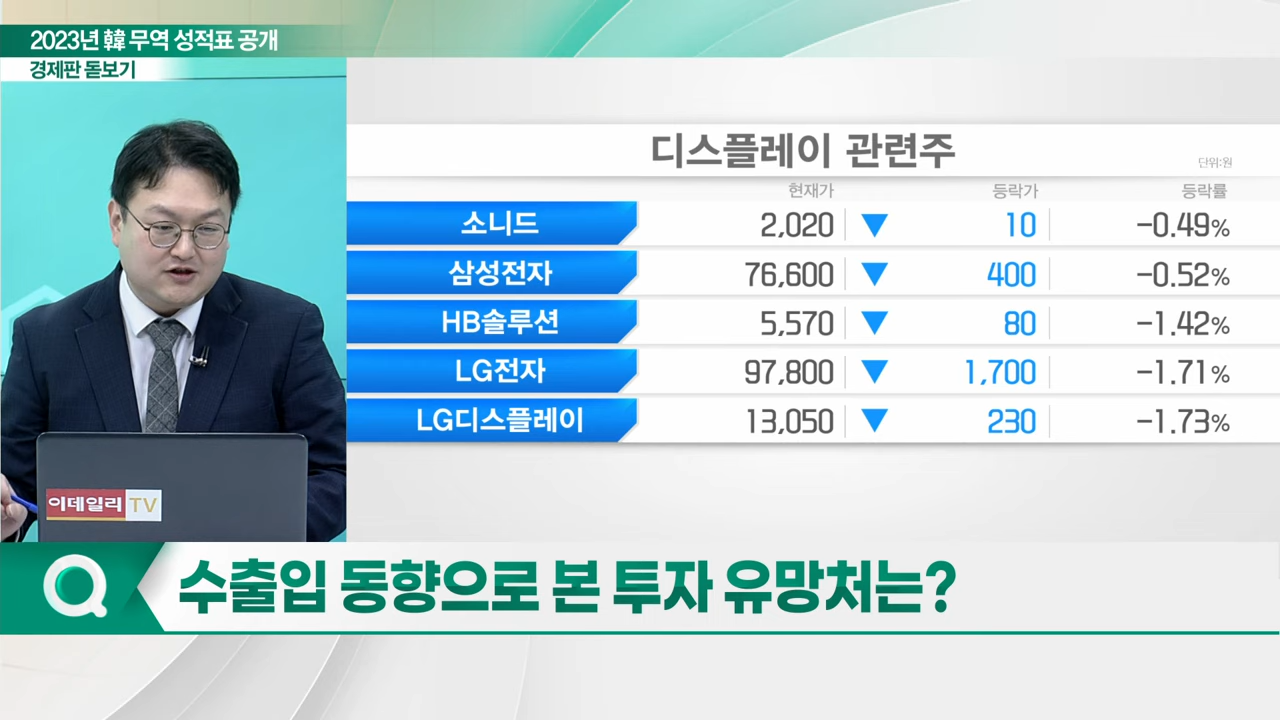 2023년 韓 무역 성적표 공개
경제판 돋보기
디스플레이 관련주
단위:원
현재가 등락가 등락률
소니드 2,020 ▼ 10 -0.49%
삼성전자 76,600 ▼ 400 -0.52%
HB솔루션 5,570 ▼ 80 -1.42%
LG전자 97,800 ▼ 1,700 -1.71%
LG디스플레이 13,050 ▼ 230 -1.73%
이데일리 TV
Q 수출입 동향으로 본 투자 유망처는?